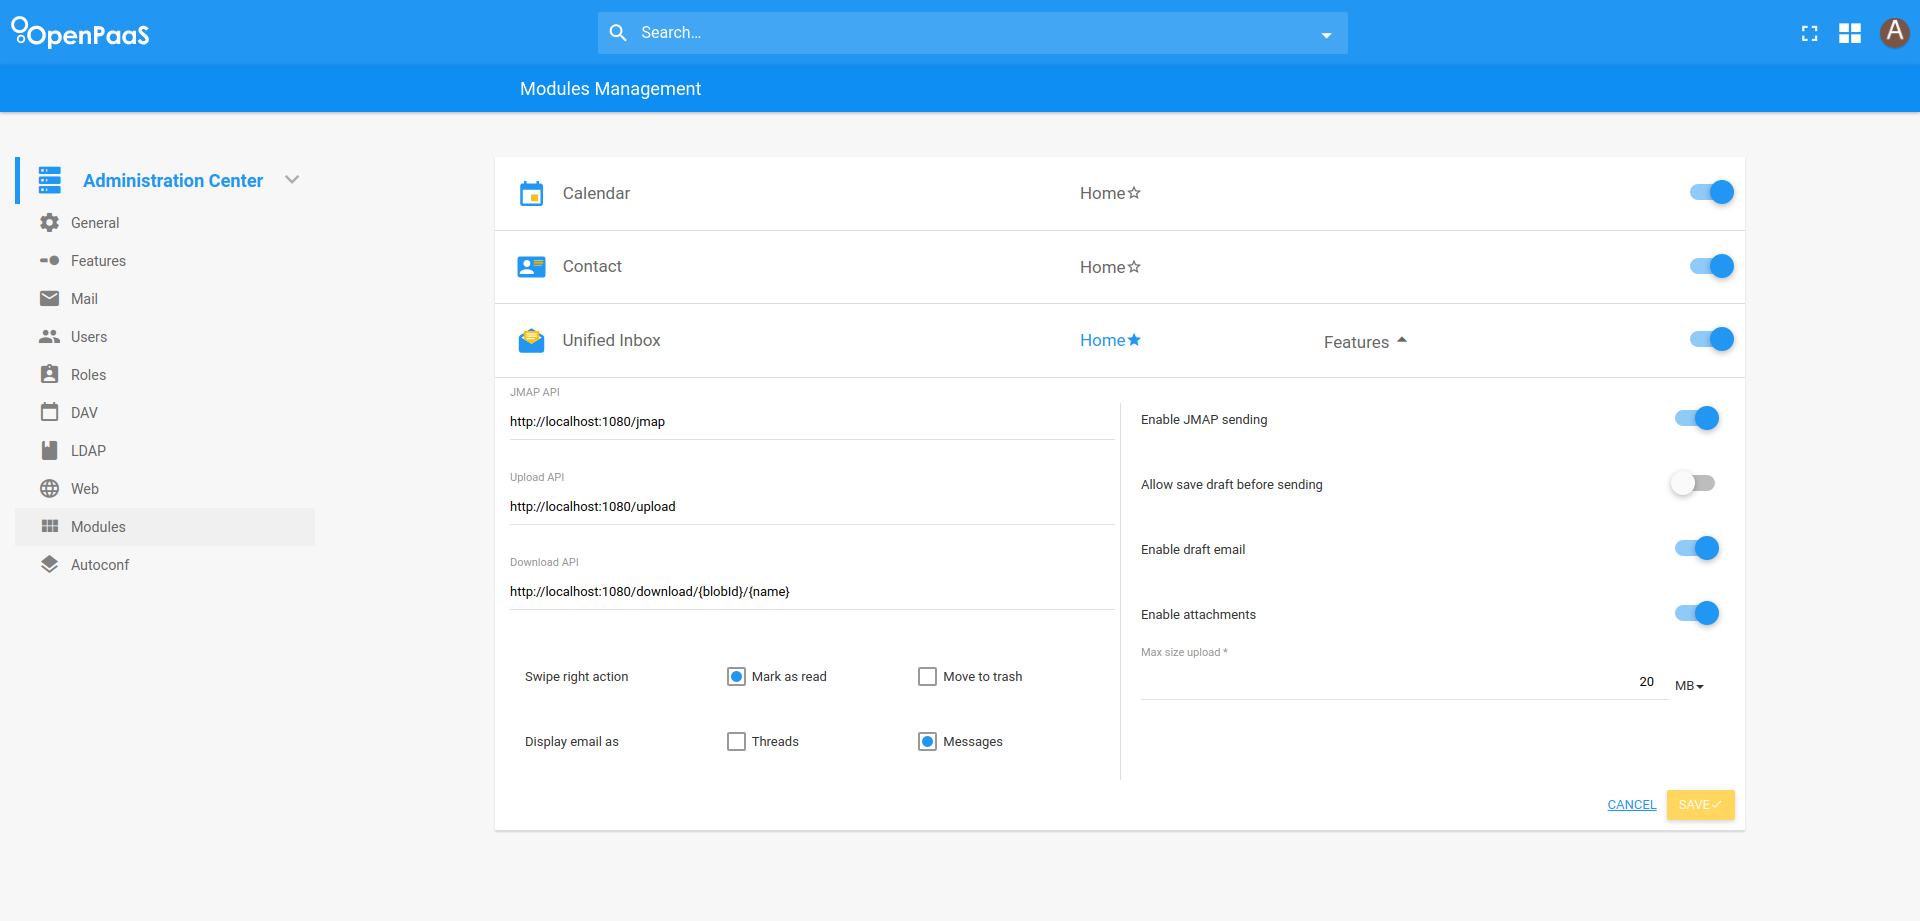 OpenPaaS
Search...
A
Modules Management
Administration Center
General
Features
Mail
Users
Roles
DAV
LDAP
Web
Modules
Autoconf
Calendar
Home
Contact
Home
Unified Inbox
Home
Features
JMAP API
http://localhost:1080/jmap
Upload API
http://localhost:1080/upload
Download API
http://localhost:1080/download/{blobId}/{name}
Swipe right action
Mark as read
Move to trash
Display email as
Threads
Messages
Enable JMAP sending
Allow save draft before sending
Enable draft email
Enable attachments
Max size upload *
20
MB
CANCEL
SAVE